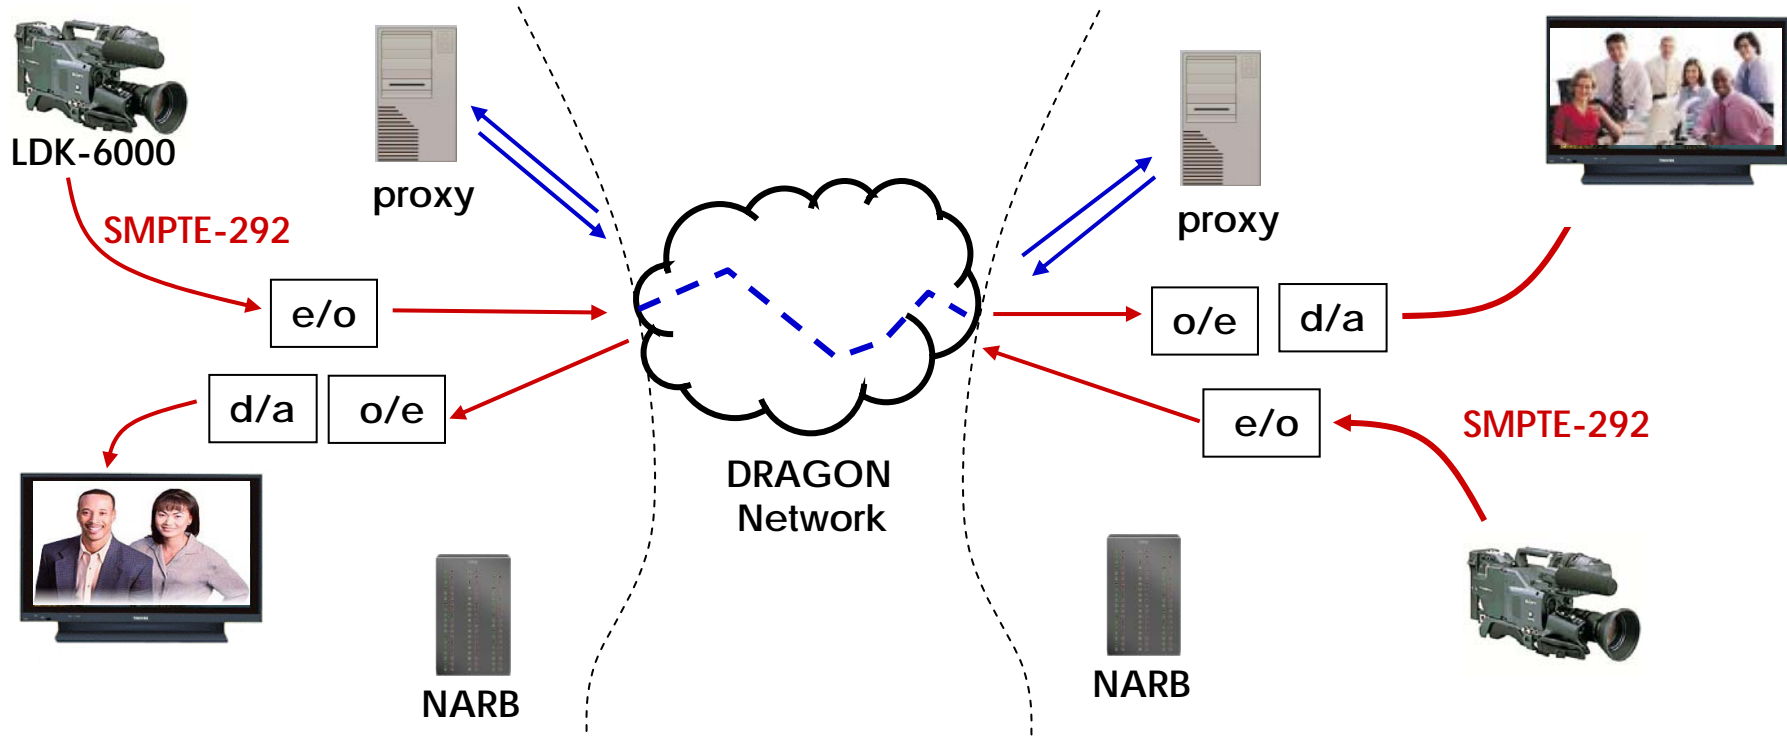 LDK-6000
proxy
proxy
SMPTE-292
e/o
o/e
d/a
d/a
o/e
e/o
SMPTE-292
DRAGON
Network
NARB
NARB